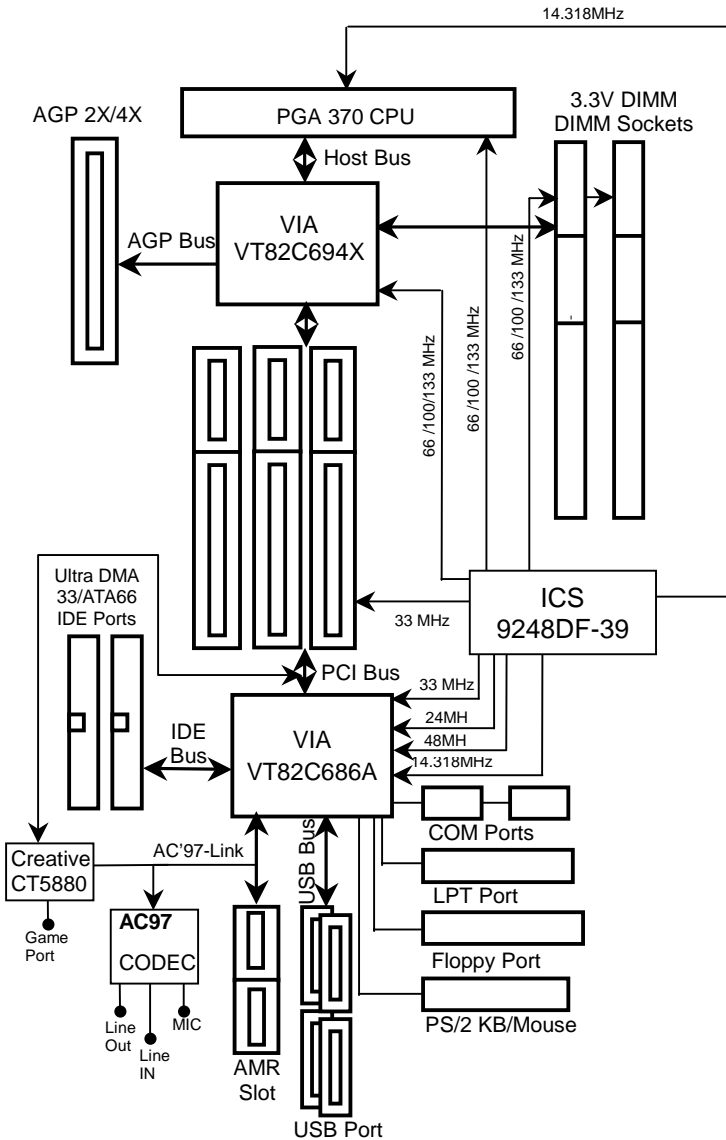 14.318MHz
AGP 2X/4X
PGA 370 CPU
3.3V DIMM
DIMM Sockets
Host Bus
VIA
VT82C694X
AGP Bus
66 /100/133 MHz
66 /100 /133 MHz
66 /100 /133 MHz
Ultra DMA
33/ATA66
IDE Ports
33 MHz
ICS
9248DF-39
PCI Bus
33 MHz
24MH
48MH
14.318MHz
IDE
Bus
VIA
VT82C686A
COM Ports
USB Bus
AC'97-Link
Creative
CT5880
LPT Port
Game
Port
AC97
CODEC
Floppy Port
Line
Out
Line
IN
MIC
PS/2 KB/Mouse
AMR
Slot
USB Port